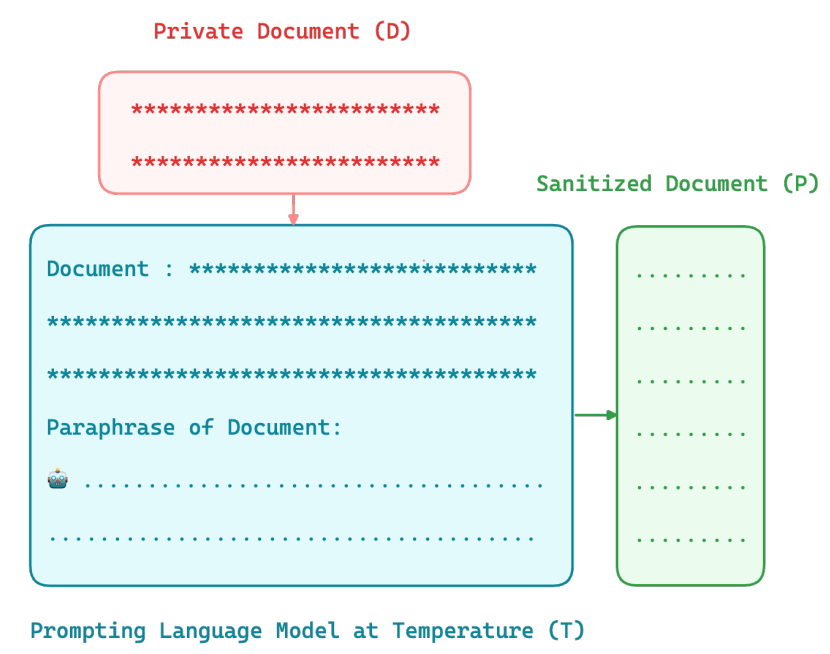 Private Document (D)
************************
************************
Sanitized Document (P)
Document : ***************************
**************************************
**************************************
Paraphrase of Document:
....................................
......................................
.........
.........
.........
.........
.........
.........
Prompting Language Model at Temperature (T)